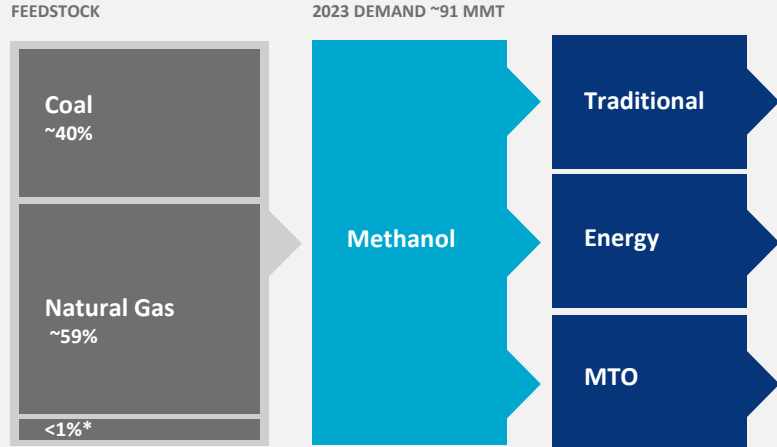 FEEDSTOCK
2023 DEMAND ~91 MMT
Coal
~40%
Natural Gas
~59%
<1%*
Methanol
Traditional
Energy
MTO